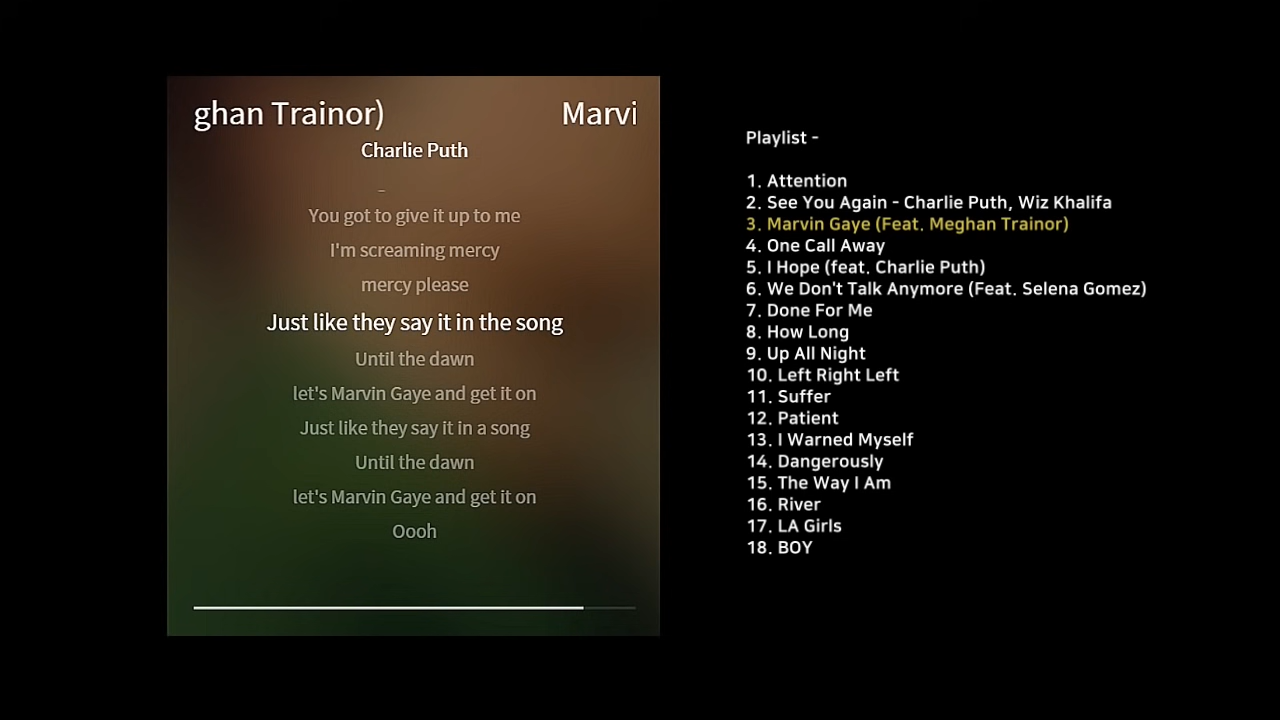 ghan Trainor) Marvi
Charlie Puth
You got to give it up to me
I'm screaming mercy
mercy please
Just like they say it in the song
Until the dawn
let's Marvin Gaye and get it on
Just like they say it in a song
Until the dawn
let's Marvin Gaye and get it on
Oooh
Playlist -
1. Attention
2. See You Again - Charlie Puth, Wiz Khalifa
3. Marvin Gaye (Feat. Meghan Trainor)
4. One Call Away
5. I Hope (feat. Charlie Puth)
6. We Don't Talk Anymore (Feat. Selena Gomez)
7. Done For Me
8. How Long
9. Up All Night
10. Left Right Left
11. Suffer
12. Patient
13. I Warned Myself
14. Dangerously
15. The Way I Am
16. River
17. LA Girls
18. BOY